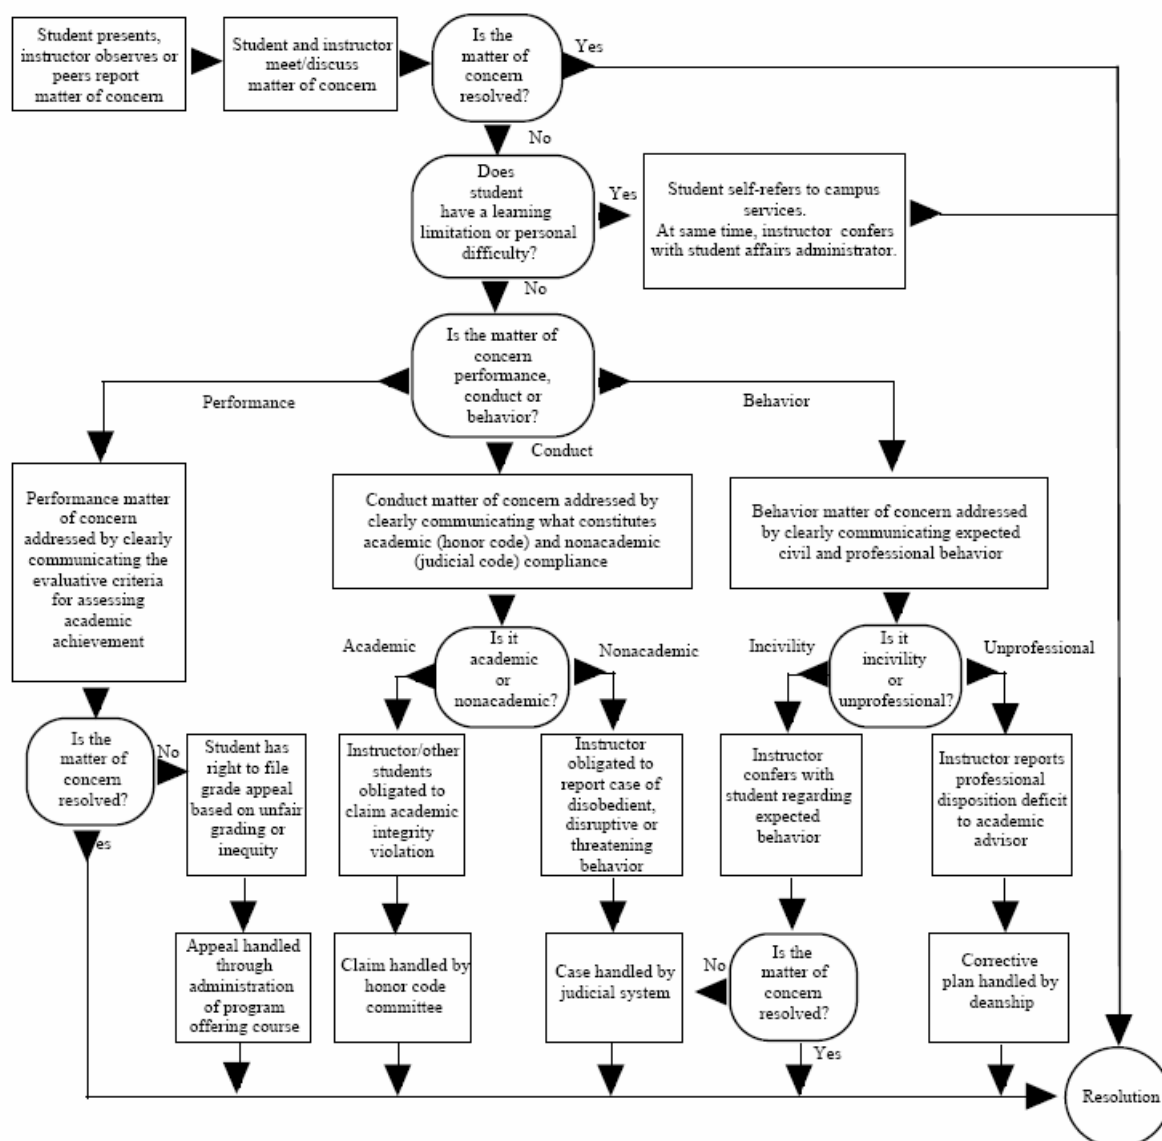 Student presents,
instructor observes or
peers report
matter of concern
Student and instructor
meet/discuss
matter of concern
Is the
matter of
concern
resolved?
Yes
No
Does
student
have a learning
limitation or personal
difficulty?
Yes
Student self-refers to campus
services.
At same time, instructor confers
with student affairs administrator.
No
Is the matter of
concern
performance,
conduct or
behavior?
Performance
Behavior
Conduct
Performance matter
of concern
addressed by clearly
communicating the
evaluative criteria
for assessing
academic
achievement
Conduct matter of concern addressed by
clearly communicating what constitutes
academic (honor code) and nonacademic
(judicial code) compliance
Behavior matter of concern addressed
by clearly communicating expected
civil and professional behavior
Academic
Is it
academic
or
nonacademic?
Nonacademic
Incivility
Is it
incivility
or
unprofessional?
Unprofessional
Is the
matter of
concern
resolved?
No
Yes
Student has
right to file
grade appeal
based on unfair
grading or
inequity
Instructor/other
students
obligated to
claim academic
integrity
violation
Instructor
obligated to
report case of
disobedient,
disruptive or
threatening
behavior
Instructor
confers with
student regarding
expected
behavior
Instructor reports
professional
disposition deficit
to academic
advisor
Appeal handled
through
administration
of program
offering course
Claim handled by
honor code
committee
Case handled by
judicial system
No
Is the
matter of
concern
resolved?
Yes
Corrective
plan handled by
deanship
Resolution